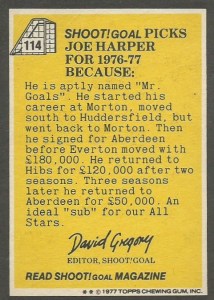 114
SHOOT!GOAL PICKS
JOE HARPER
FOR 1976-77
BECAUSE:
He is aptly named "Mr.
Goals". He started his
career at Morton, moved
south to Huddersfield, but
went back to Morton. Then
he signed for Aberdeen
before Everton moved with
£180,000. He returned to
Hibs for £120,000 after two
seasons. Three seasons
later he returned to
Aberdeen for £50,000. An
ideal "sub" for our All
Stars.
David Gregory
EDITOR, SHOOT/GOAL
READ SHOOT!GOAL MAGAZINE
** © 1977 TOPPS CHEWING GUM, INC.